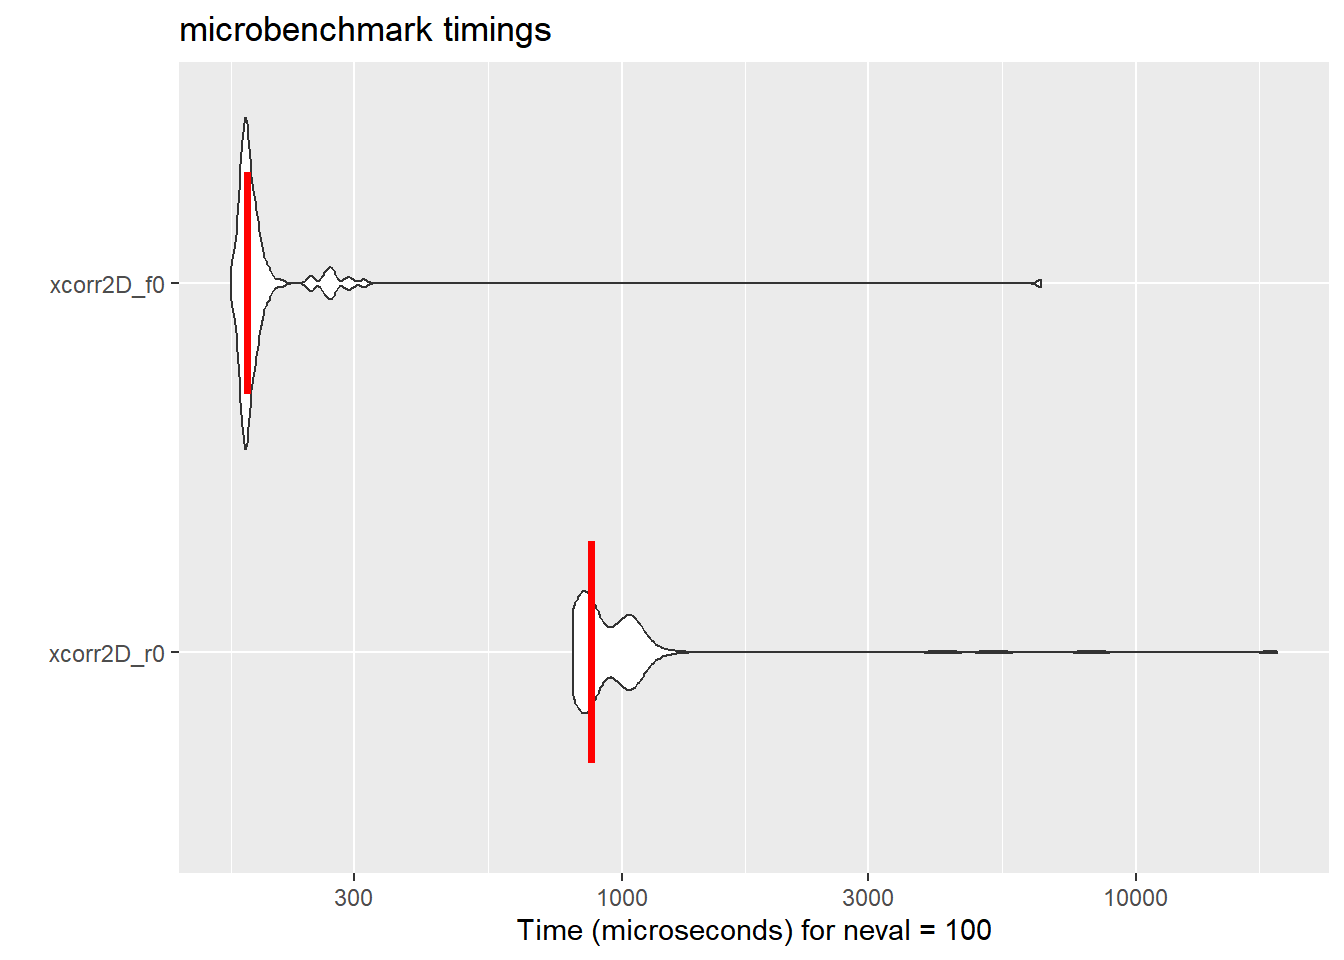 microbenchmark timings
xcorr2D_f0
xcorr2D_r0
300 1000 3000 10000
Time (microseconds) for neval = 100